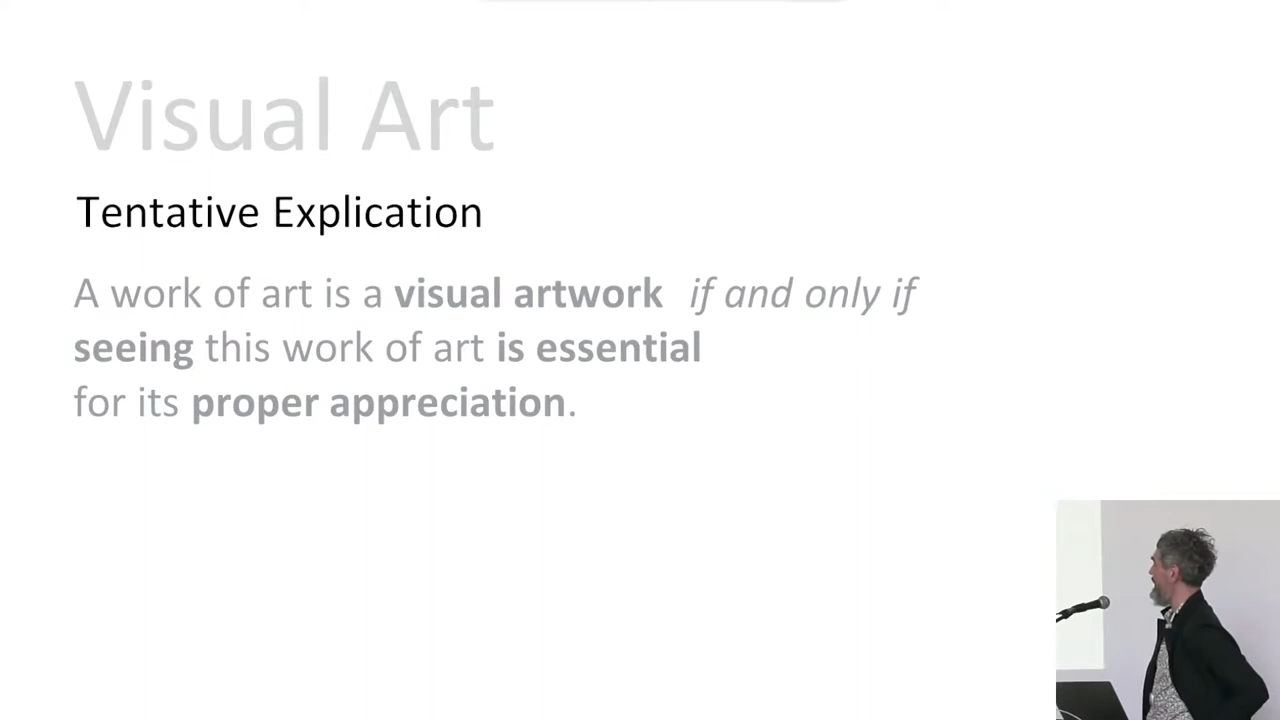 Visual Art
Tentative Explication
A work of art is a visual artwork if and only if
seeing this work of art is essential
for its proper appreciation.